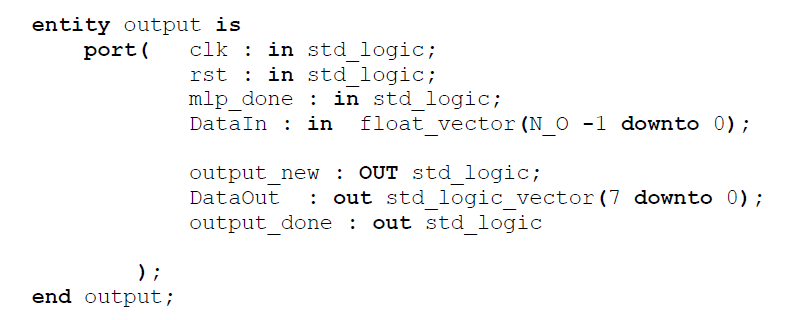 entity output is
port( clk : in std_logic;
rst : in std_logic;
mlp_done : in std_logic;
DataIn : in float_vector(N_O -1 downto 0);
output_new : OUT std_logic;
DataOut : out std_logic_vector(7 downto 0);
output_done : out std_logic
);
end output;